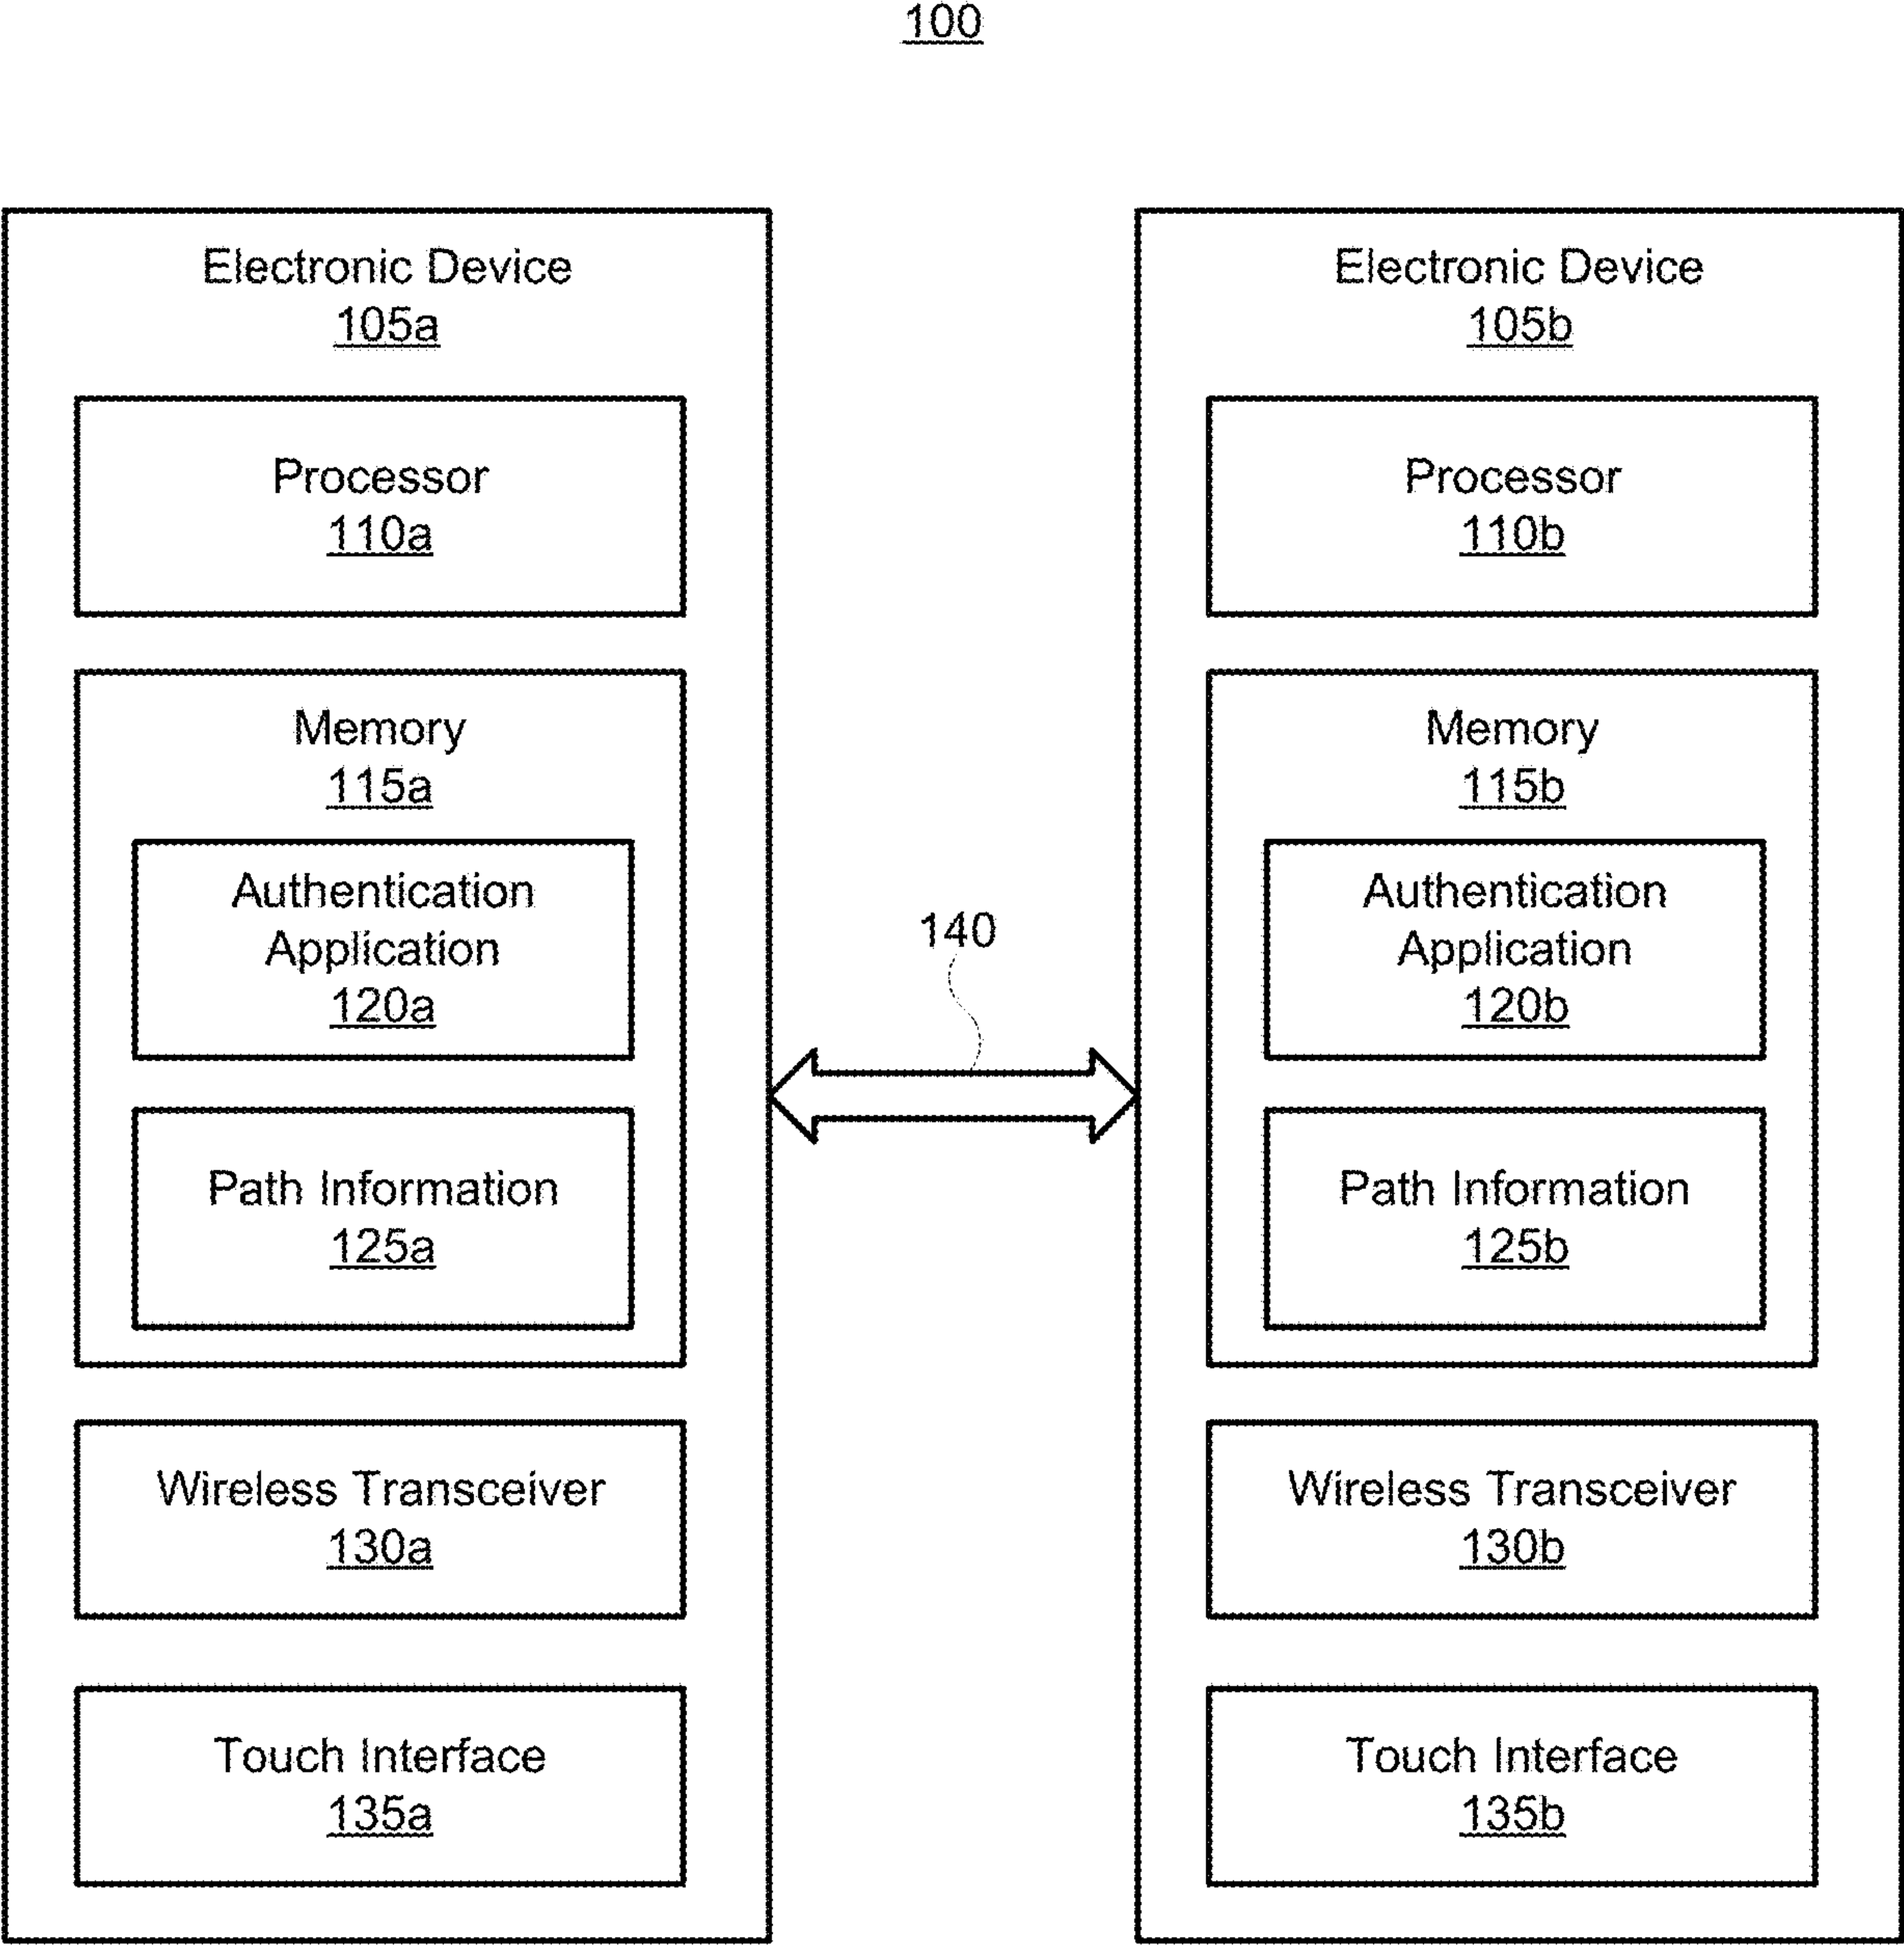 100
Electronic Device
105a
Processor
110a
Memory
115a
Authentication
Application
120a
Path Information
125a
Wireless Transceiver
130a
Touch Interface
135a
140
Electronic Device
105b
Processor
110b
Memory
115b
Authentication
Application
120b
Path Information
125b
Wireless Transceiver
130b
Touch Interface
135b